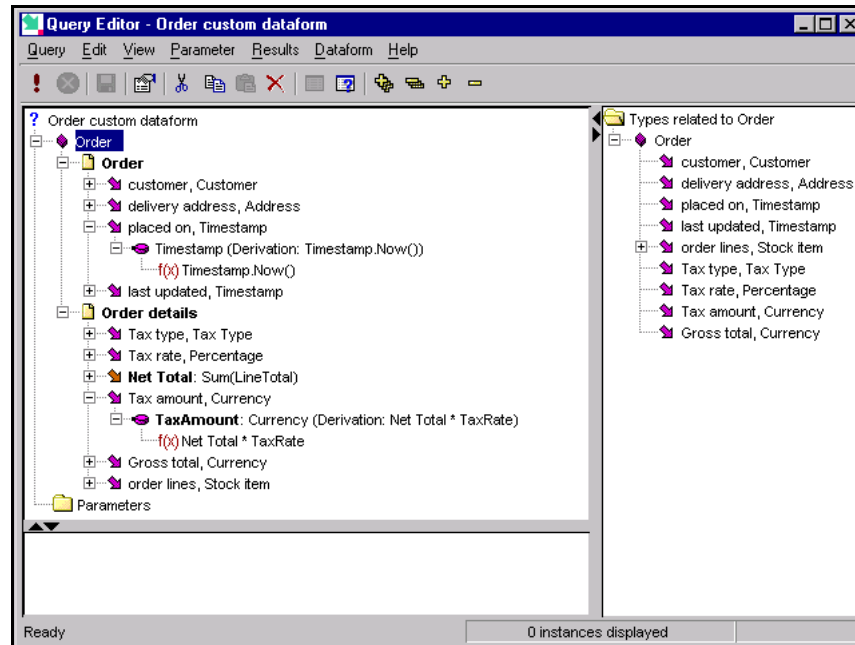 Query Editor - Order custom dataform
Query Edit View Parameter Results Dataform Help
? Order custom dataform
Order
Order
customer, Customer
delivery address, Address
placed on, Timestamp
Timestamp (Derivation: Timestamp.Now())
f(x) Timestamp.Now()
last updated, Timestamp
Order details
Tax type, Tax Type
Tax rate, Percentage
Net Total: Sum(LineTotal)
Tax amount, Currency
TaxAmount: Currency (Derivation: Net Total * TaxRate)
f(x) Net Total * TaxRate
Gross total, Currency
order lines, Stock item
Parameters
Types related to Order
Order
customer, Customer
delivery address, Address
placed on, Timestamp
last updated, Timestamp
order lines, Stock item
Tax type, Tax Type
Tax rate, Percentage
Tax amount, Currency
Gross total, Currency
Ready
0 instances displayed